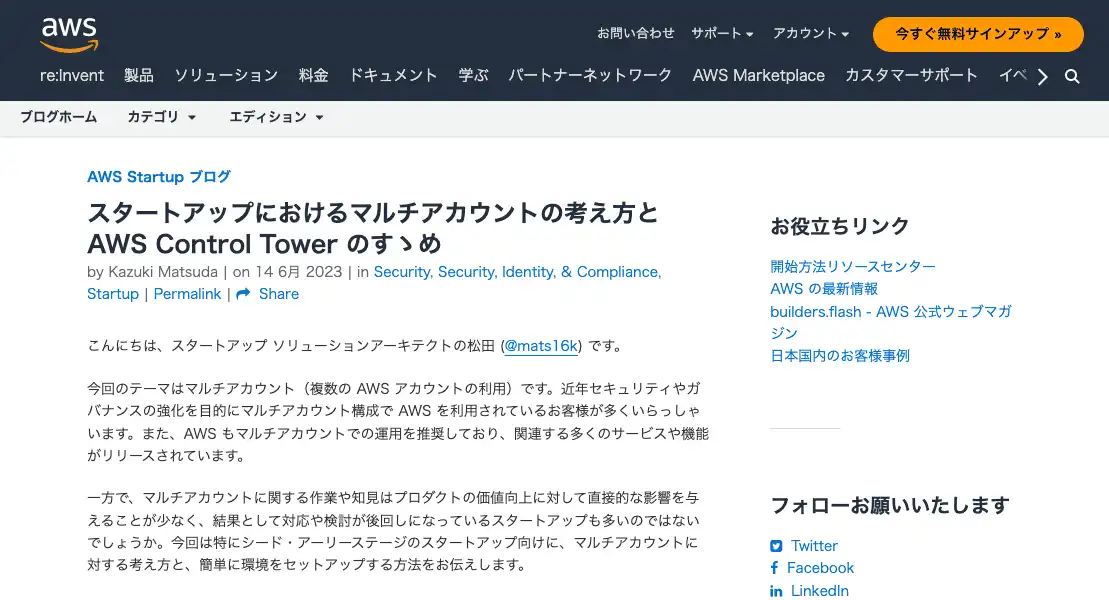 aws
お問い合わせ サポート アカウント 今すぐ無料サインアップ »
re:Invent 製品 ソリューション 料金 ドキュメント 学ぶ パートナーネットワーク AWS Marketplace カスタマーサポート イベ
ブログホーム カテゴリ エディション
AWS Startup ブログ
スタートアップにおけるマルチアカウントの考え方と
AWS Control Tower のすゝめ
by Kazuki Matsuda | on 14 6月 2023 | in Security, Security, Identity, & Compliance,
Startup | Permalink | Share
こんにちは、スタートアップ ソリューションアーキテクトの松田 (@mats16k) です。
今回のテーマはマルチアカウント（複数の AWS アカウントの利用）です。近年セキュリティやガ
バナンスの強化を目的にマルチアカウント構成で AWS を利用されているお客様が多くいらっしゃ
います。また、AWS もマルチアカウントでの運用を推奨しており、関連する多くのサービスや機能
がリリースされています。
一方で、マルチアカウントに関する作業や知見はプロダクトの価値向上に対して直接的な影響を与
えることが少なく、結果として対応や検討が後回しになっているスタートアップも多いのではない
でしょうか。今回は特にシード・アーリーステージのスタートアップ向けに、マルチアカウントに
対する考え方と、簡単に環境をセットアップする方法をお伝えします。
お役立ちリンク
開始方法リソースセンター
AWS の最新情報
builders.flash - AWS 公式ウェブマガ
ジン
日本国内のお客様事例
フォローお願いいたします
Twitter
Facebook
LinkedIn